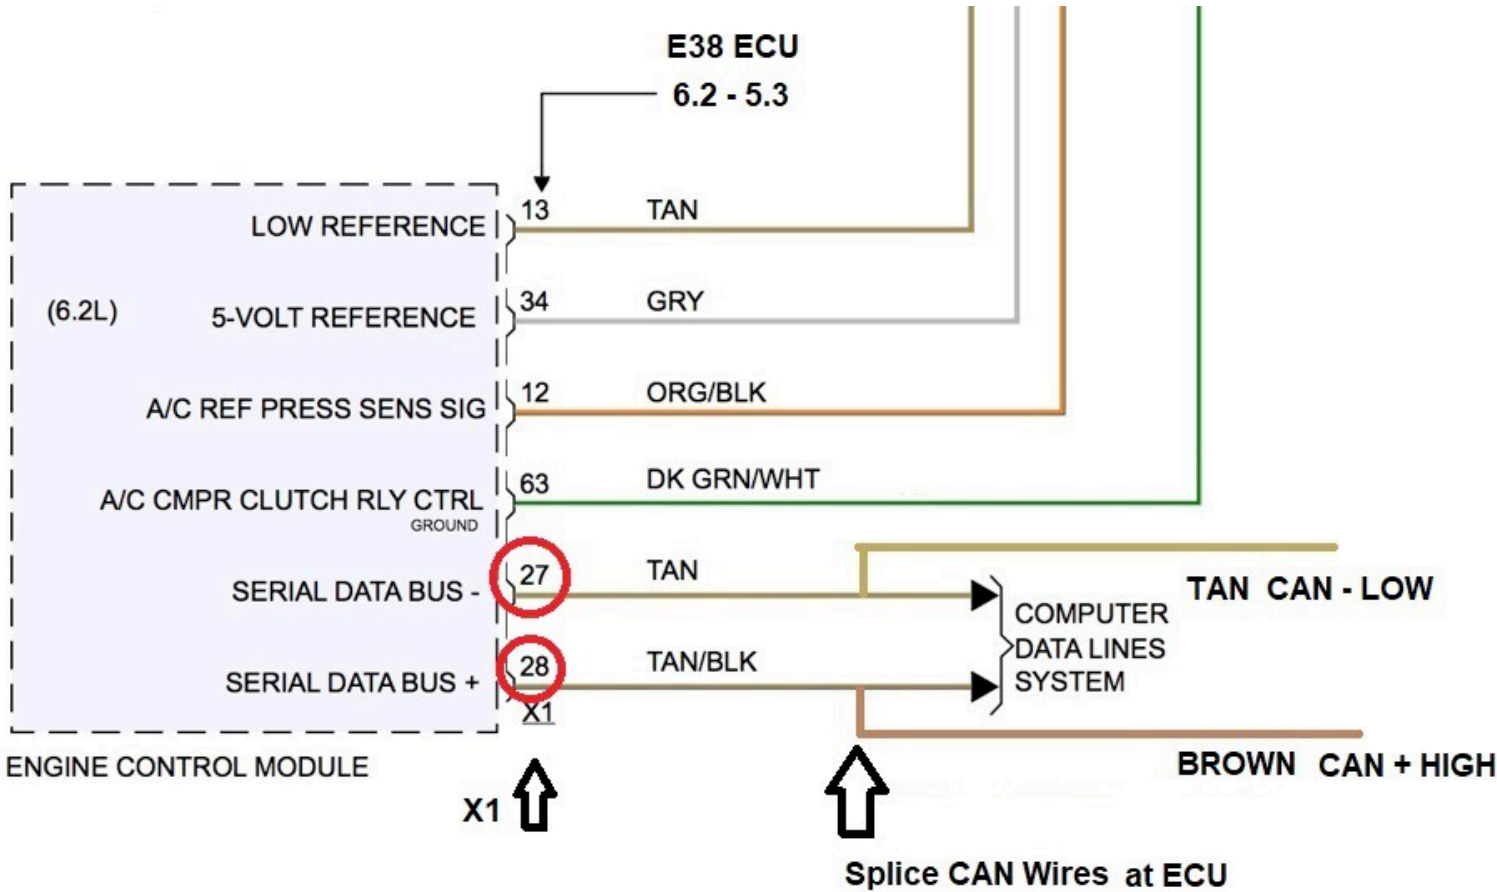 E38 ECU
6.2 - 5.3
LOW REFERENCE
13
TAN
(6.2L)
5-VOLT REFERENCE
34
GRY
A/C REF PRESS SENS SIG
12
ORG/BLK
A/C CMPR CLUTCH RLY CTRL
63
DK GRN/WHT
GROUND
SERIAL DATA BUS -
27
TAN
TAN CAN - LOW
COMPUTER
DATA LINES
SYSTEM
SERIAL DATA BUS +
28
TAN/BLK
X1
ENGINE CONTROL MODULE
BROWN CAN + HIGH
X1
Splice CAN Wires at ECU